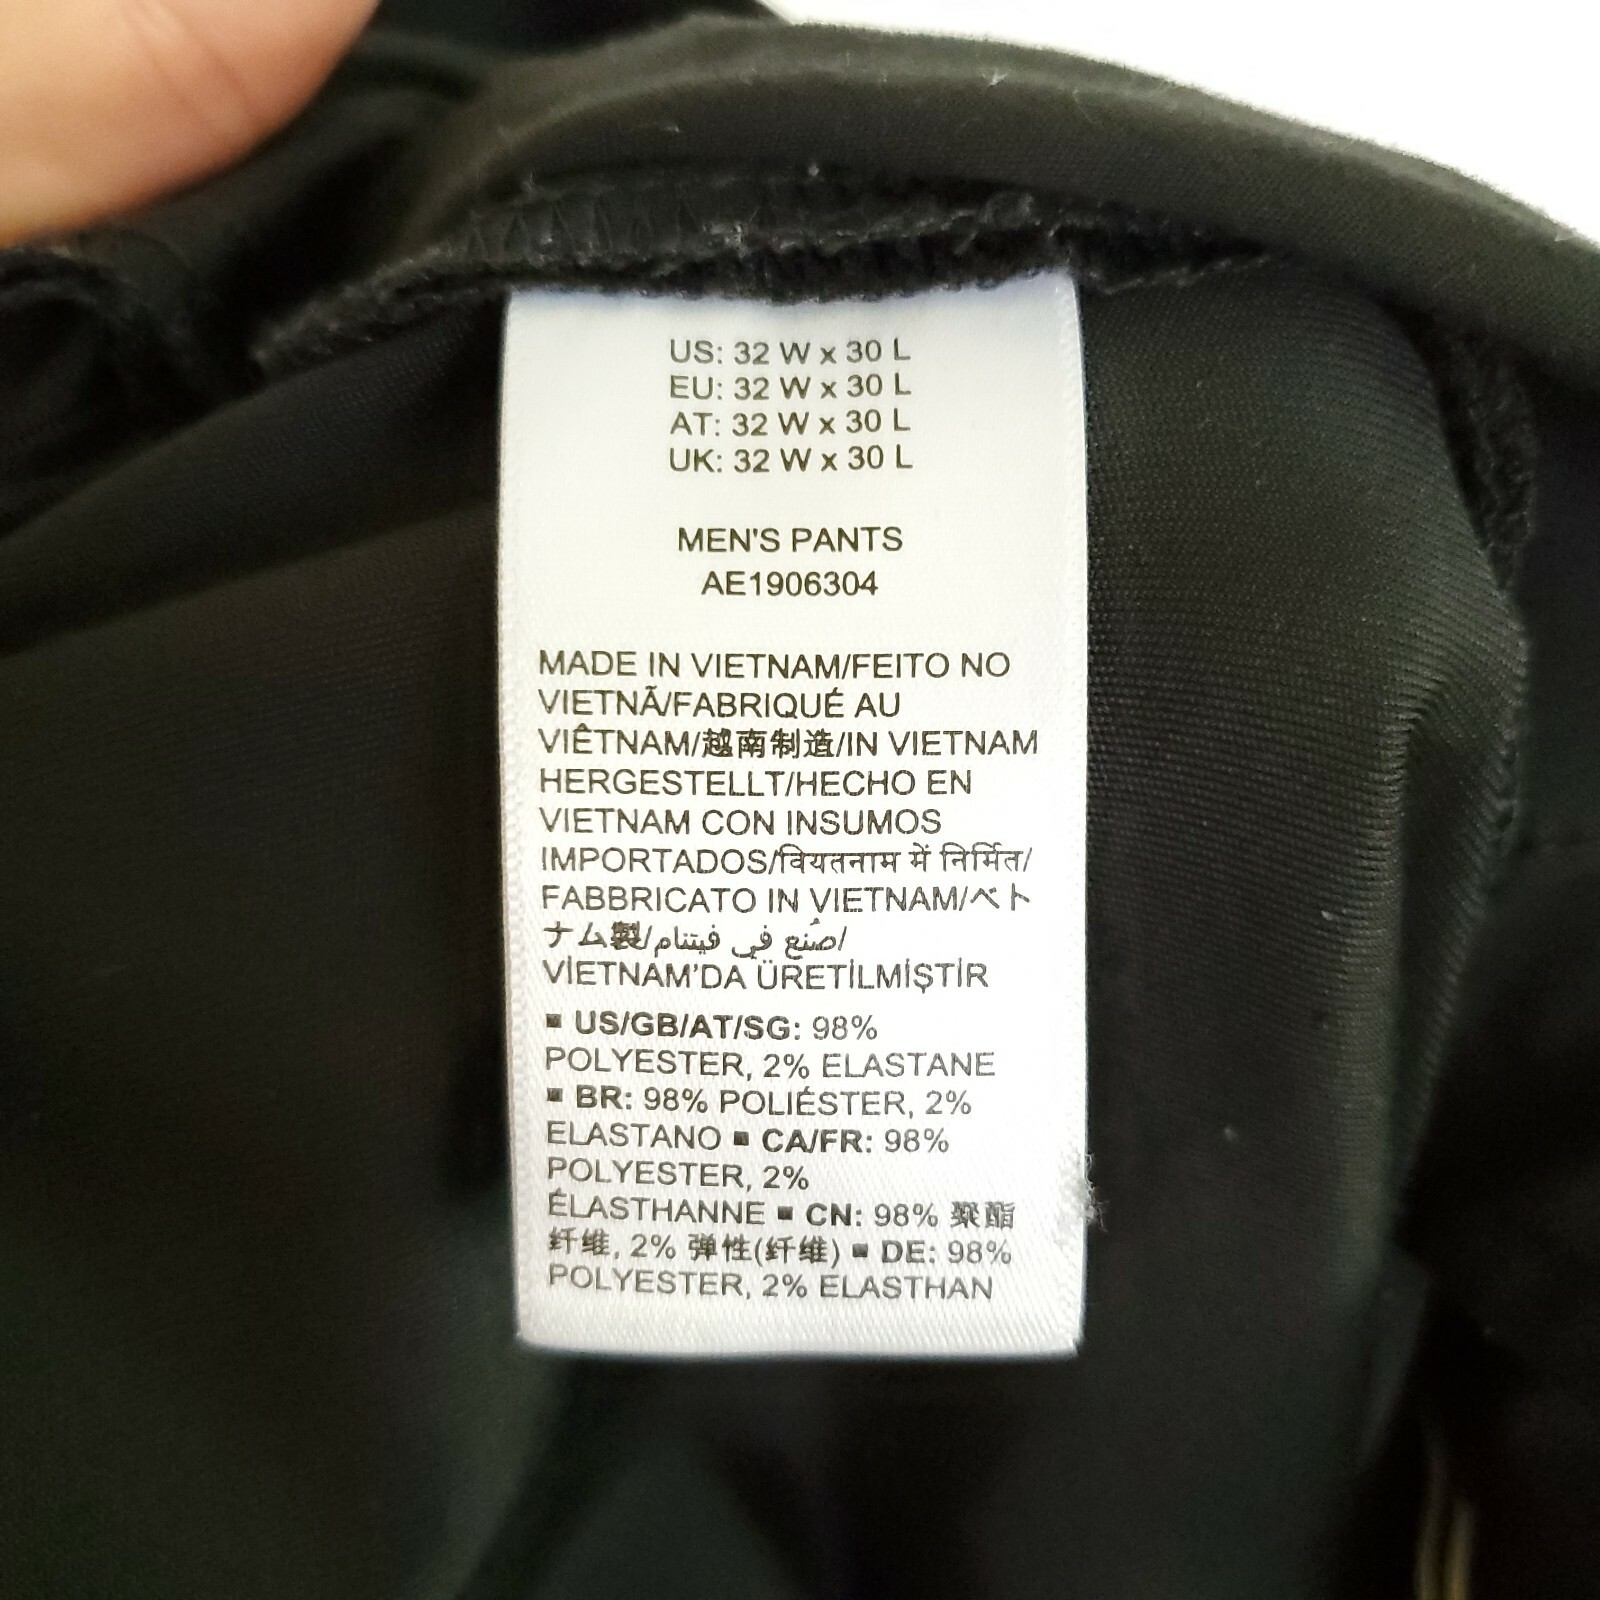 US: 32 W x 30 L
EU: 32 W x 30 L
AT: 32 W x 30 L
UK: 32 W x 30 L
MEN'S PANTS
AE1906304
MADE IN VIETNAM/FEITO NO
VIETNÃ/FABRIQUÉ AU
VIÊTNAM/越南制造/IN VIETNAM
HERGESTELLT/HECHO EN
VIETNAM CON INSUMOS
IMPORTADOS/वियतनाम में निर्मित/
FABBRICATO IN VIETNAM/ベト
ナム製/صُنع في فيتنام/
VİETNAM'DA ÜRETİLMİŞTİR
▪ US/GB/AT/SG: 98%
POLYESTER, 2% ELASTANE
▪ BR: 98% POLIÉSTER, 2%
ELASTANO ▪ CA/FR: 98%
POLYESTER, 2%
ÉLASTHANNE ▪ CN: 98% 聚酯
纤维, 2% 弹性(纤维) ▪ DE: 98%
POLYESTER, 2% ELASTHAN